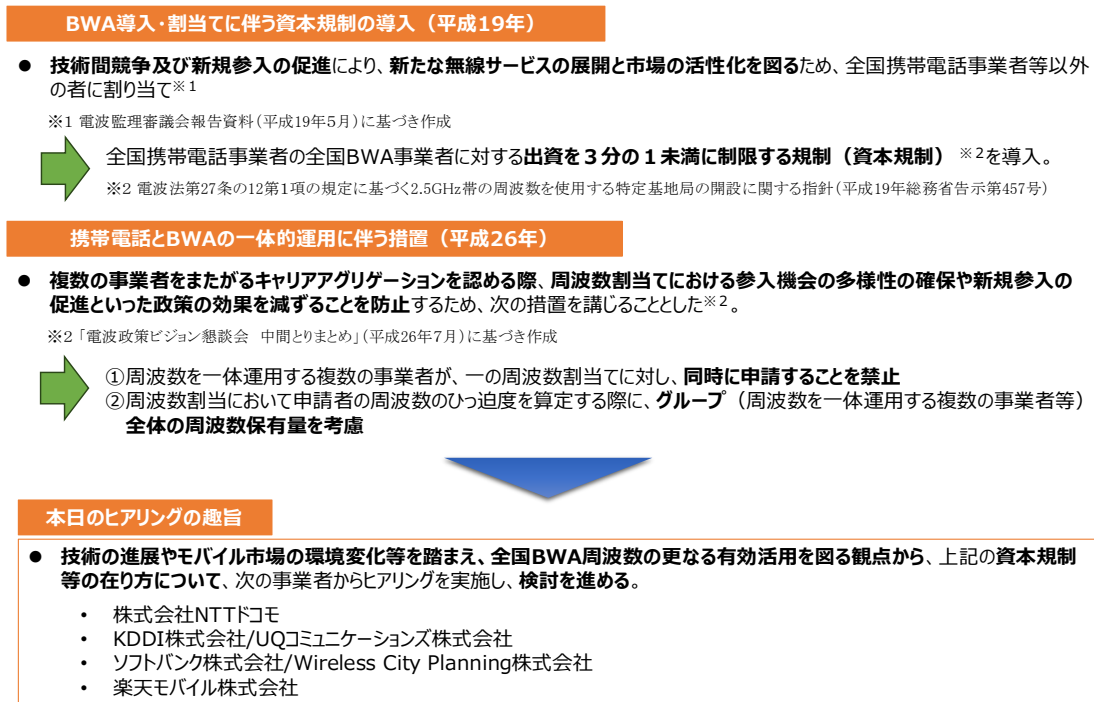 BWA導入・割当てに伴う資本規制の導入（平成19年）
● 技術間競争及び新規参入の促進により、新たな無線サービスの展開と市場の活性化を図るため、全国携帯電話事業者等以外
の者に割り当て※1
※1 電波監理審議会報告資料（平成19年5月）に基づき作成
全国携帯電話事業者の全国BWA事業者に対する出資を３分の１未満に制限する規制（資本規制）※2を導入。
※2 電波法第27条の12第1項の規定に基づく2.5GHz帯の周波数を使用する特定基地局の開設に関する指針（平成19年総務省告示第457号）
携帯電話とBWAの一体的運用に伴う措置（平成26年）
● 複数の事業者をまたがるキャリアアグリゲーションを認める際、周波数割当てにおける参入機会の多様性の確保や新規参入の
促進といった政策の効果を減ずることを防止するため、次の措置を講じることとした※2。
※2 「電波政策ビジョン懇談会　中間とりまとめ」（平成26年7月）に基づき作成
①周波数を一体運用する複数の事業者が、一の周波数割当てに対し、同時に申請することを禁止
②周波数割当において申請者の周波数のひっ迫度を算定する際に、グループ（周波数を一体運用する複数の事業者等）
全体の周波数保有量を考慮
本日のヒアリングの趣旨
● 技術の進展やモバイル市場の環境変化等を踏まえ、全国BWA周波数の更なる有効活用を図る観点から、上記の資本規制
等の在り方について、次の事業者からヒアリングを実施し、検討を進める。
• 株式会社NTTドコモ
• KDDI株式会社/UQコミュニケーションズ株式会社
• ソフトバンク株式会社/Wireless City Planning株式会社
• 楽天モバイル株式会社